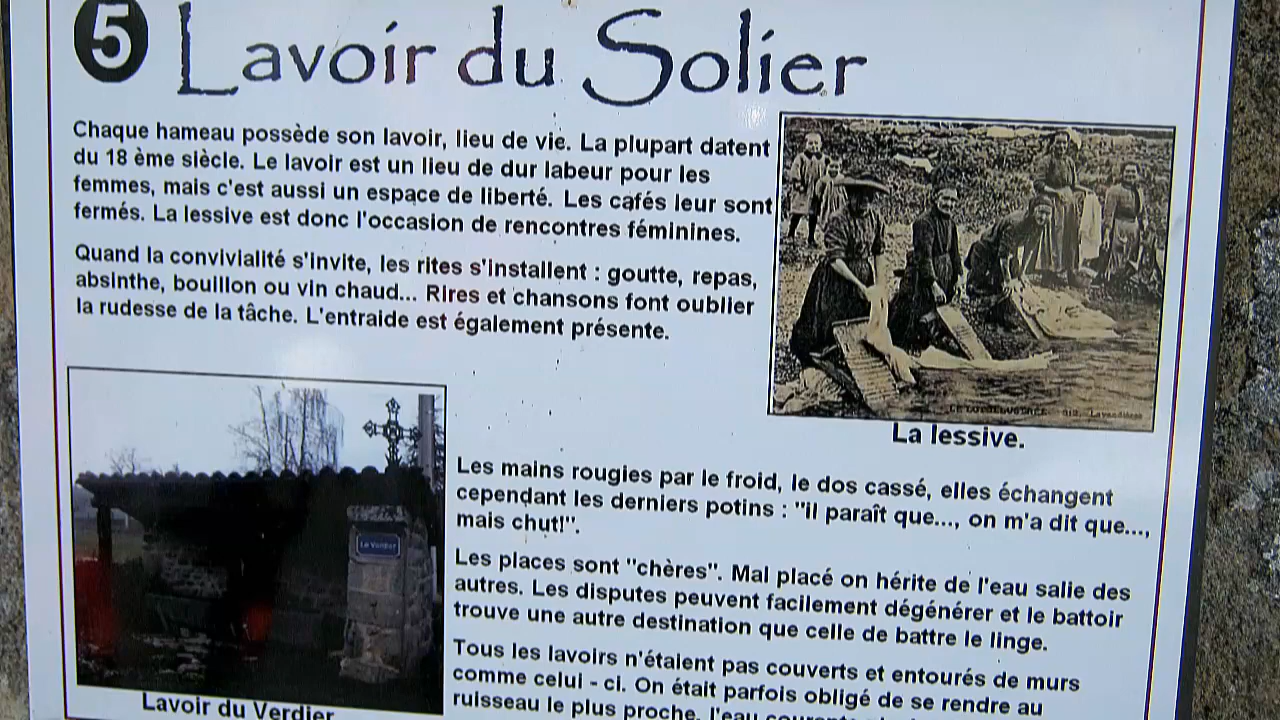 5 Lavoir du Solier
Chaque hameau possède son lavoir, lieu de vie. La plupart datent
du 18 ème siècle. Le lavoir est un lieu de dur labeur pour les
femmes, mais c'est aussi un espace de liberté. Les cafés leur sont
fermés. La lessive est donc l'occasion de rencontres féminines.
Quand la convivialité s'invite, les rites s'installent : goutte, repas,
absinthe, bouillon ou vin chaud... Rires et chansons font oublier
la rudesse de la tâche. L'entraide est également présente.
La lessive.
Le Verdier
Lavoir du Verdier
Les mains rougies par le froid, le dos cassé, elles échangent
cependant les derniers potins : "il paraît que..., on m'a dit que...,
mais chut!".
Les places sont "chères". Mal placé on hérite de l'eau salie des
autres. Les disputes peuvent facilement dégénérer et le battoir
trouve une autre destination que celle de battre le linge.
Tous les lavoirs n'étaient pas couverts et entourés de murs
comme celui - ci. On était parfois obligé de se rendre au
ruisseau le plus proche, l'eau